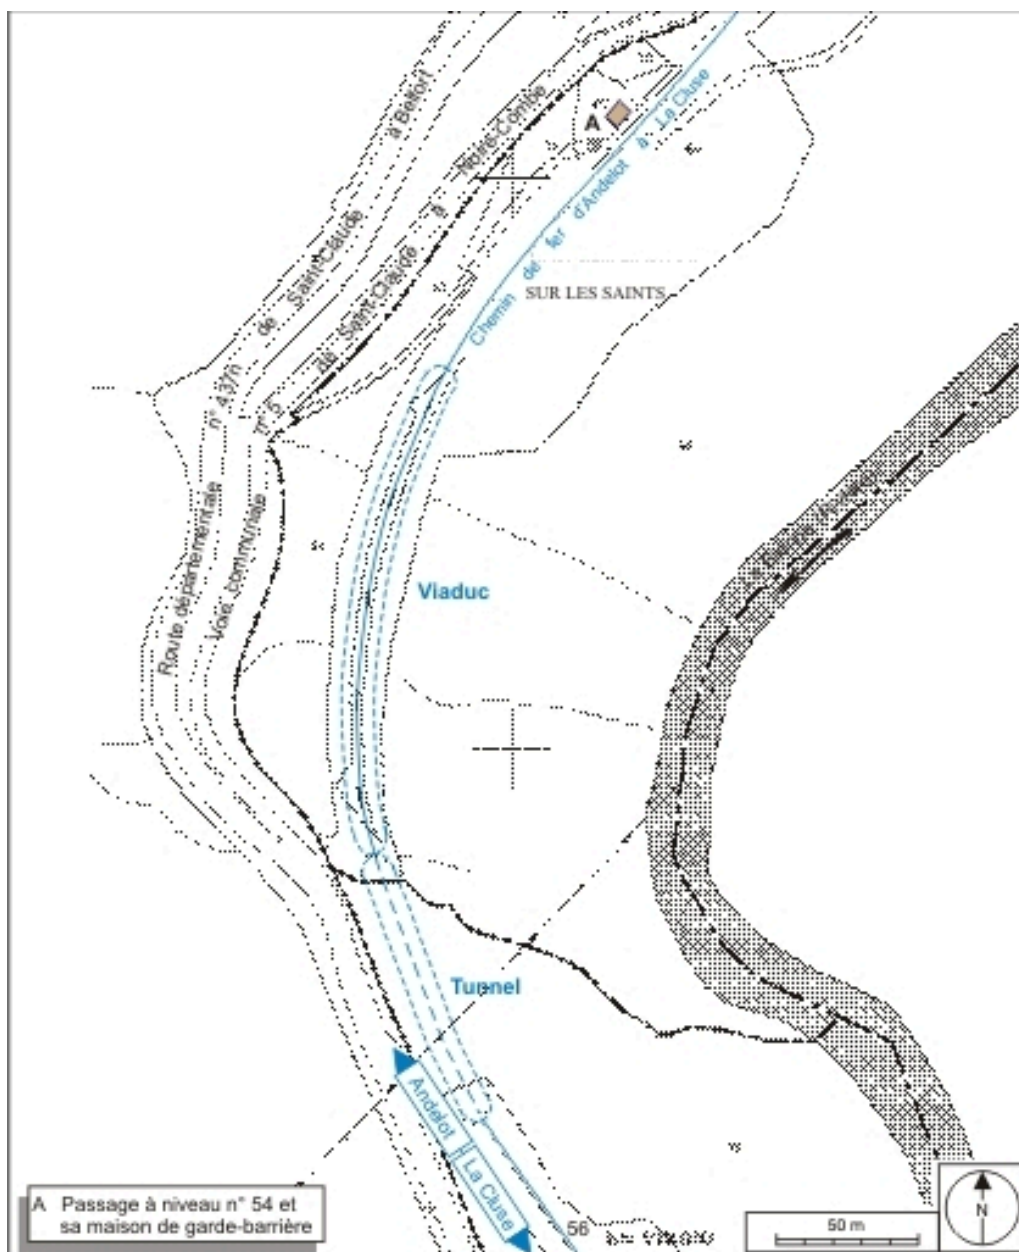 Route départementale n° 437n de Saint-Claude à Belfort
Voie communale n° 5 de Saint-Claude à Noire-Combe
A
Chemin de fer d'Andelot à La Cluse
SUR LES SAINTS
Viaduc
Tunnel
Andelot
La Cluse
56
A Passage à niveau n° 54 et
sa maison de garde-barrière
50 m
N